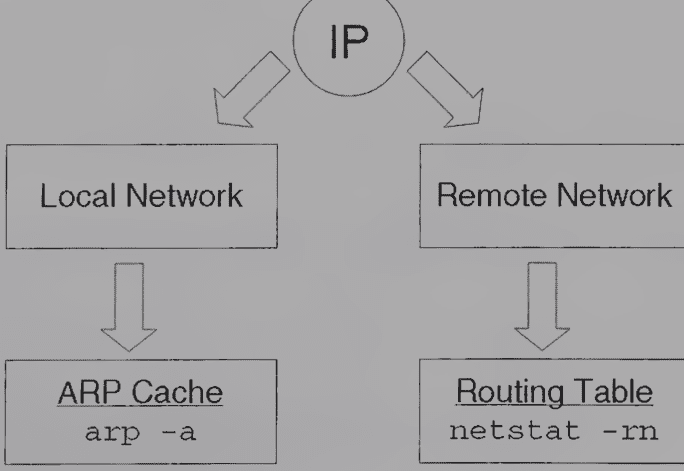 IP
Local Network
Remote Network
ARP Cache
arp -a
Routing Table
netstat -rn